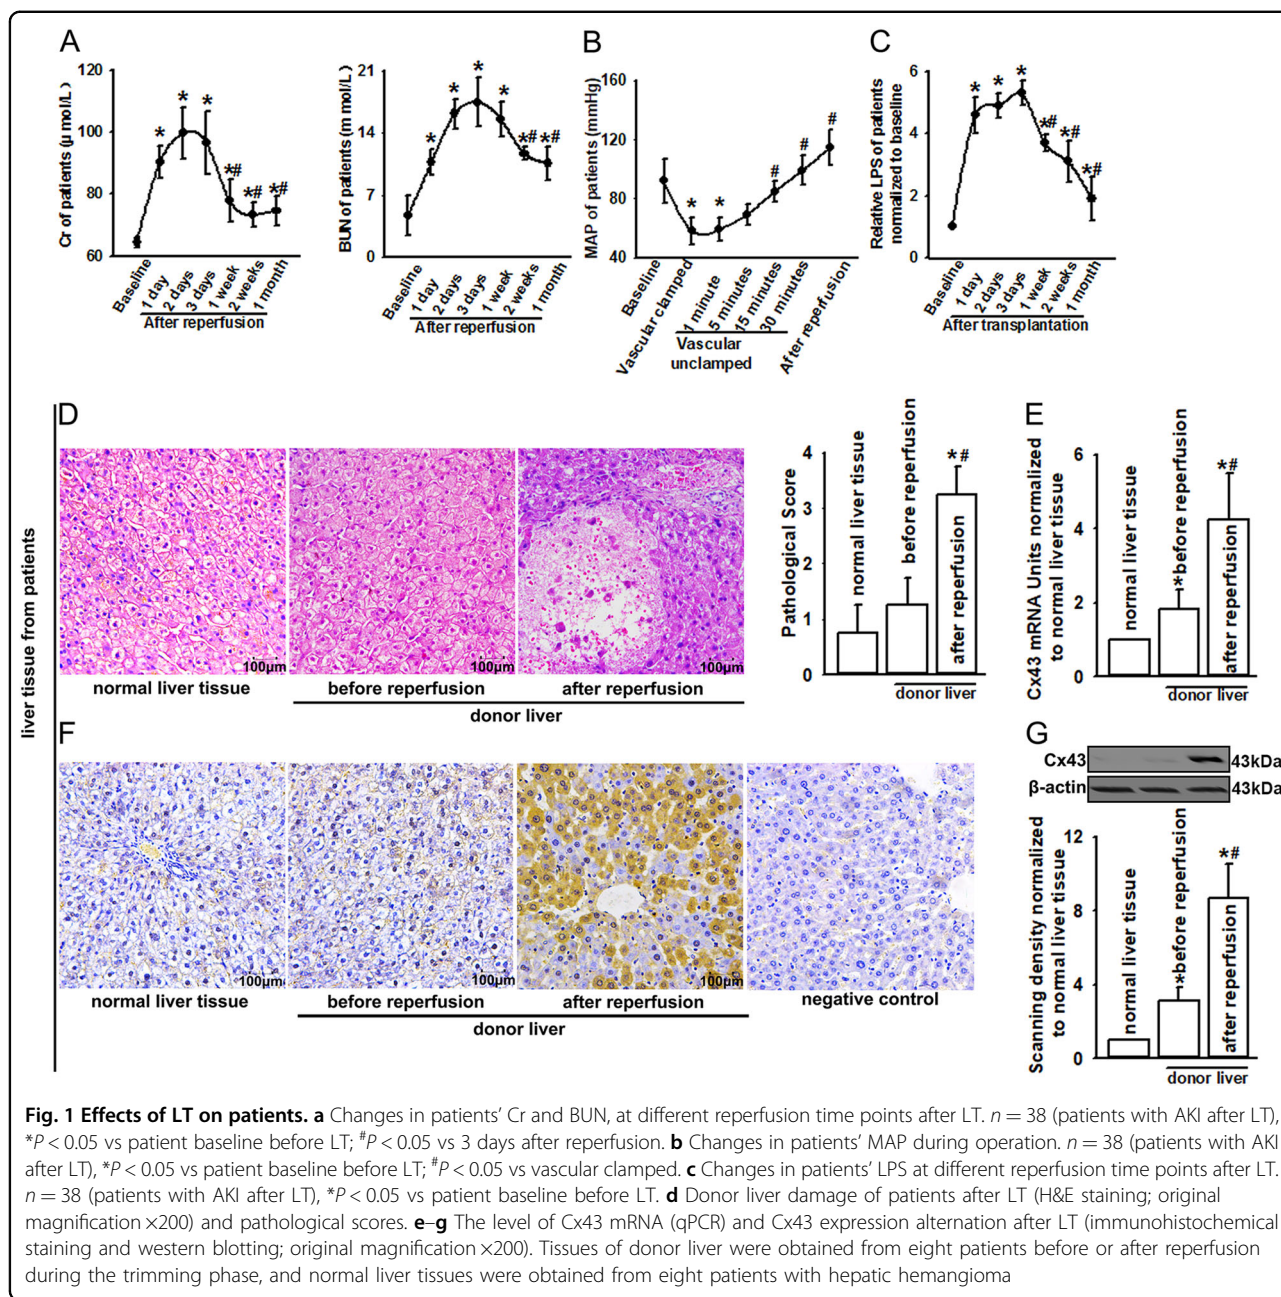 A
Cr of patients (μ mol/L)
120
100
80
60
* * *
*# *# *#
Baseline
1 day
2 days
3 days
1 week
2 weeks
1 month
After reperfusion
BUN of patients (m mol/L)
21
14
7
0
* * * *
*# *#
Baseline
1 day
2 days
3 days
1 week
2 weeks
1 month
After reperfusion
B
MAP of patients (mmHg)
160
120
80
60
40
* *
# # #
Baseline
Vascular clamped
1 minute
5 minutes
15 minutes
30 minutes
After reperfusion
Vascular
unclamped
C
Relative LPS of patients
normalized to baseline
6
4
2
0
* * *
*# *# *#
Baseline
1 day
2 days
3 days
1 week
2 weeks
1 month
After transplantation
liver tissue from patients
D
100μm
100μm
100μm
normal liver tissue
before reperfusion
after reperfusion
donor liver
Pathological Score
4
3
2
1
0
normal liver tissue
before reperfusion
*#
after reperfusion
donor liver
E
Cx43 mRNA Units normalized
to normal liver tissue
6
4
2
0
normal liver tissue
*before reperfusion
*#
after reperfusion
donor liver
F
100μm
100μm
100μm
normal liver tissue
before reperfusion
after reperfusion
negative control
donor liver
G
Cx43
43kDa
β-actin
43kDa
Scanning density normalized
to normal liver tissue
12
8
4
0
normal liver tissue
*before reperfusion
*#
after reperfusion
donor liver
Fig. 1 Effects of LT on patients. a Changes in patients’ Cr and BUN, at different reperfusion time points after LT. n = 38 (patients with AKI after LT),
*P < 0.05 vs patient baseline before LT; #P < 0.05 vs 3 days after reperfusion. b Changes in patients’ MAP during operation. n = 38 (patients with AKI
after LT), *P < 0.05 vs patient baseline before LT; #P < 0.05 vs vascular clamped. c Changes in patients’ LPS at different reperfusion time points after LT.
n = 38 (patients with AKI after LT), *P < 0.05 vs patient baseline before LT. d Donor liver damage of patients after LT (H&E staining; original
magnification ×200) and pathological scores. e–g The level of Cx43 mRNA (qPCR) and Cx43 expression alternation after LT (immunohistochemical
staining and western blotting; original magnification ×200). Tissues of donor liver were obtained from eight patients before or after reperfusion
during the trimming phase, and normal liver tissues were obtained from eight patients with hepatic hemangioma